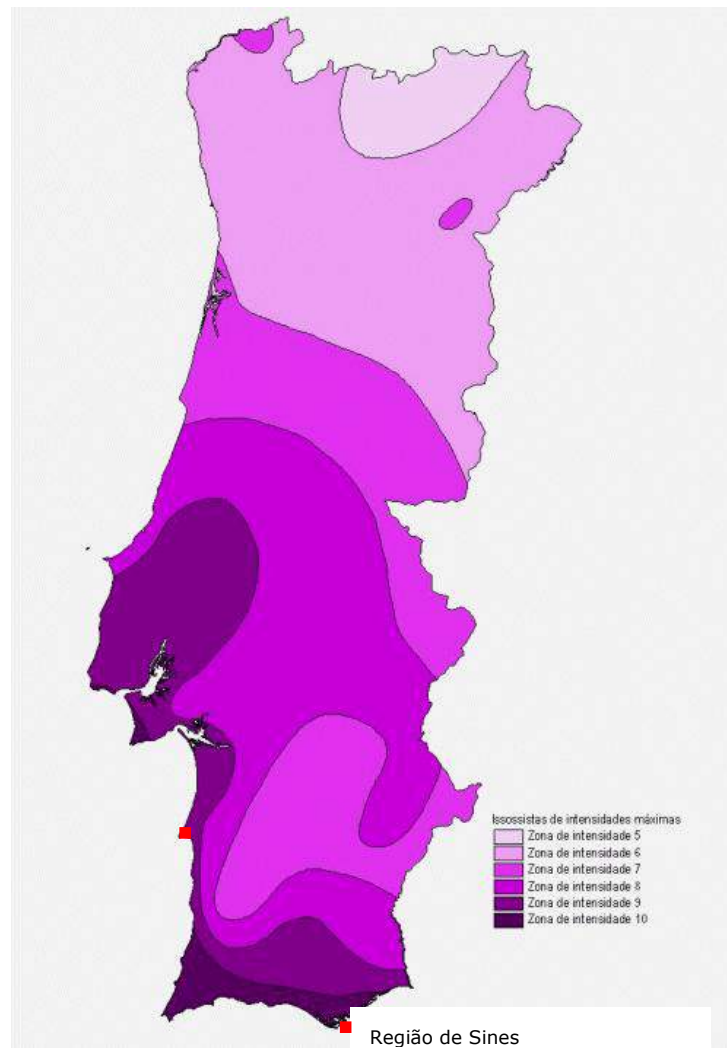 Issossistas de intensidades máximas
Zona de intensidade 5
Zona de intensidade 6
Zona de intensidade 7
Zona de intensidade 8
Zona de intensidade 9
Zona de intensidade 10
Região de Sines